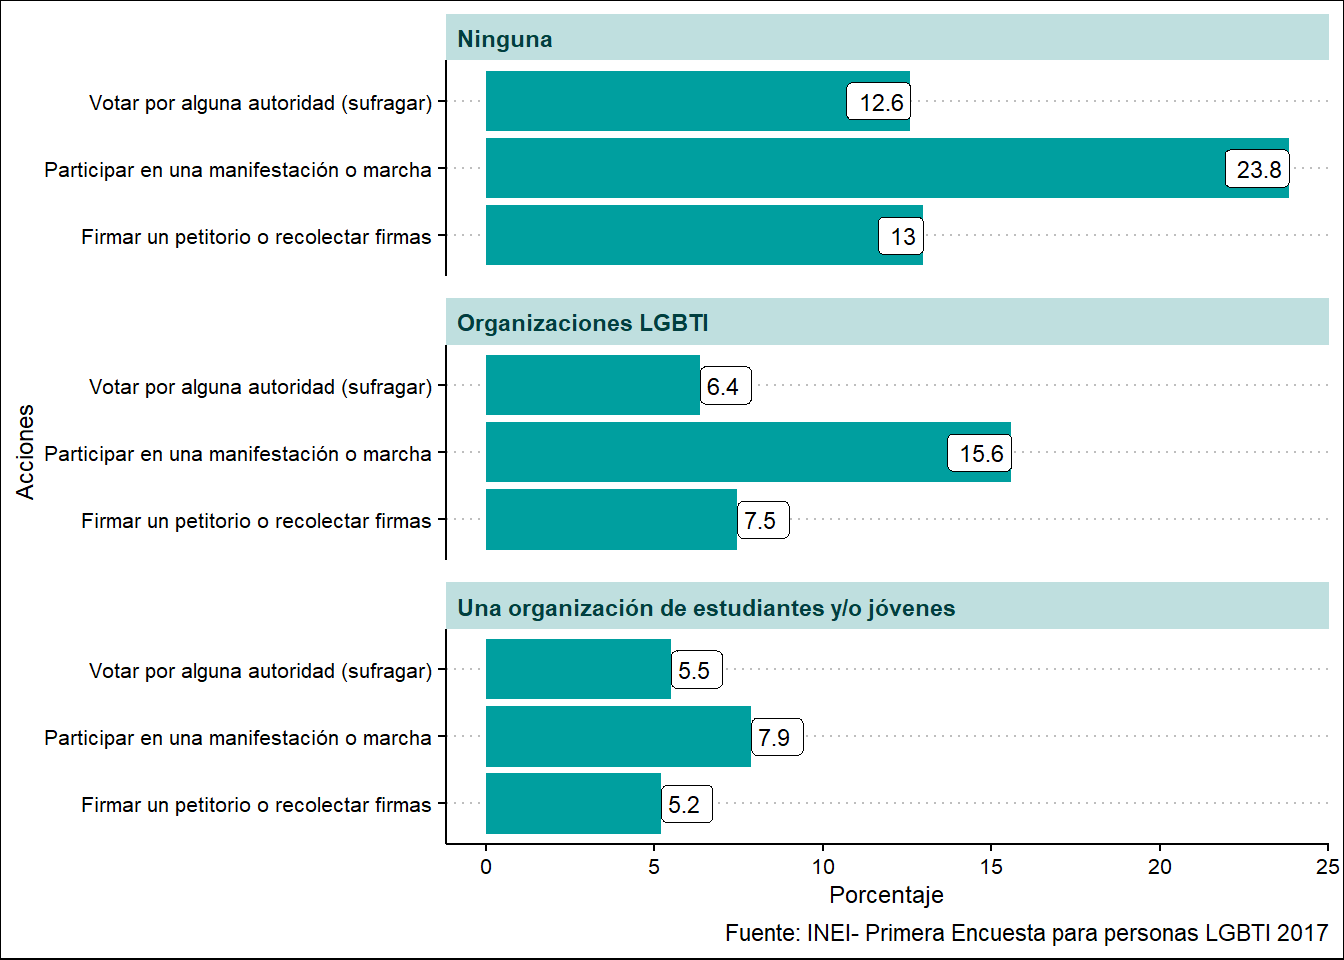 Ninguna
Votar por alguna autoridad (sufragar)
12.6
Participar en una manifestación o marcha
23.8
Firmar un petitorio o recolectar firmas
13
Organizaciones LGBTI
Votar por alguna autoridad (sufragar)
6.4
Participar en una manifestación o marcha
15.6
Firmar un petitorio o recolectar firmas
7.5
Una organización de estudiantes y/o jóvenes
Votar por alguna autoridad (sufragar)
5.5
Participar en una manifestación o marcha
7.9
Firmar un petitorio o recolectar firmas
5.2
Acciones
0 5 10 15 20 25
Porcentaje
Fuente: INEI- Primera Encuesta para personas LGBTI 2017